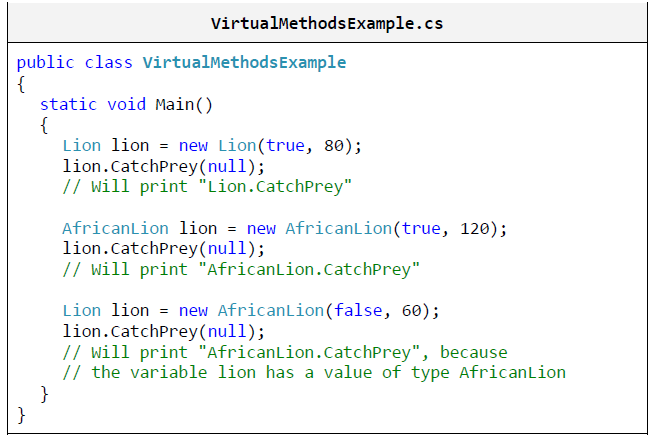 VirtualMethodsExample.cs
public class VirtualMethodsExample
{
static void Main()
{
Lion lion = new Lion(true, 80);
lion.CatchPrey(null);
// Will print "Lion.CatchPrey"
AfricanLion lion = new AfricanLion(true, 120);
lion.CatchPrey(null);
// Will print "AfricanLion.CatchPrey"
Lion lion = new AfricanLion(false, 60);
lion.CatchPrey(null);
// Will print "AfricanLion.CatchPrey", because
// the variable lion has a value of type AfricanLion
}
}